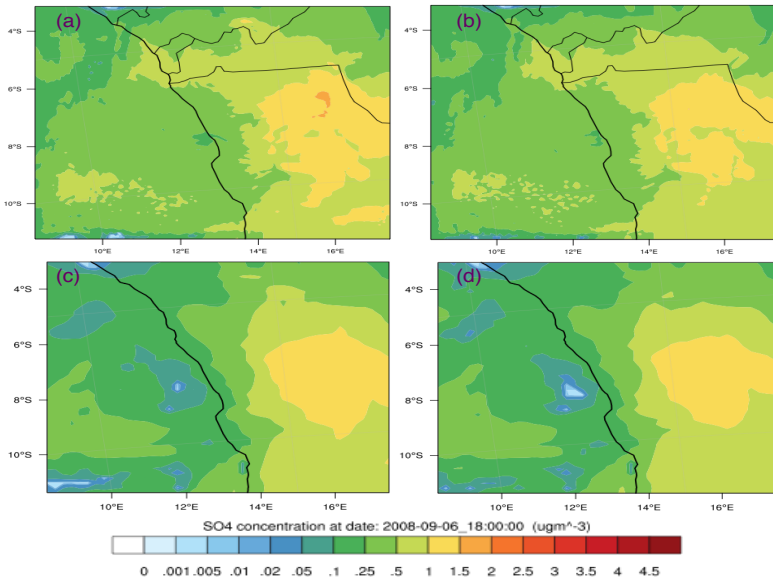 (a) (b)
4°S 4°S
6°S 6°S
8°S 8°S
10°S 10°S
10°E 12°E 14°E 16°E 10°E 12°E 14°E 16°E
(c) (d)
4°S 4°S
6°S 6°S
8°S 8°S
10°S 10°S
10°E 12°E 14°E 16°E 10°E 12°E 14°E 16°E
SO4 concentration at date: 2008-09-06_18:00:00 (ugm^-3)
0 .001 .005 .01 .02 .05 .1 .25 .5 1 1.5 2 2.5 3 3.5 4 4.5